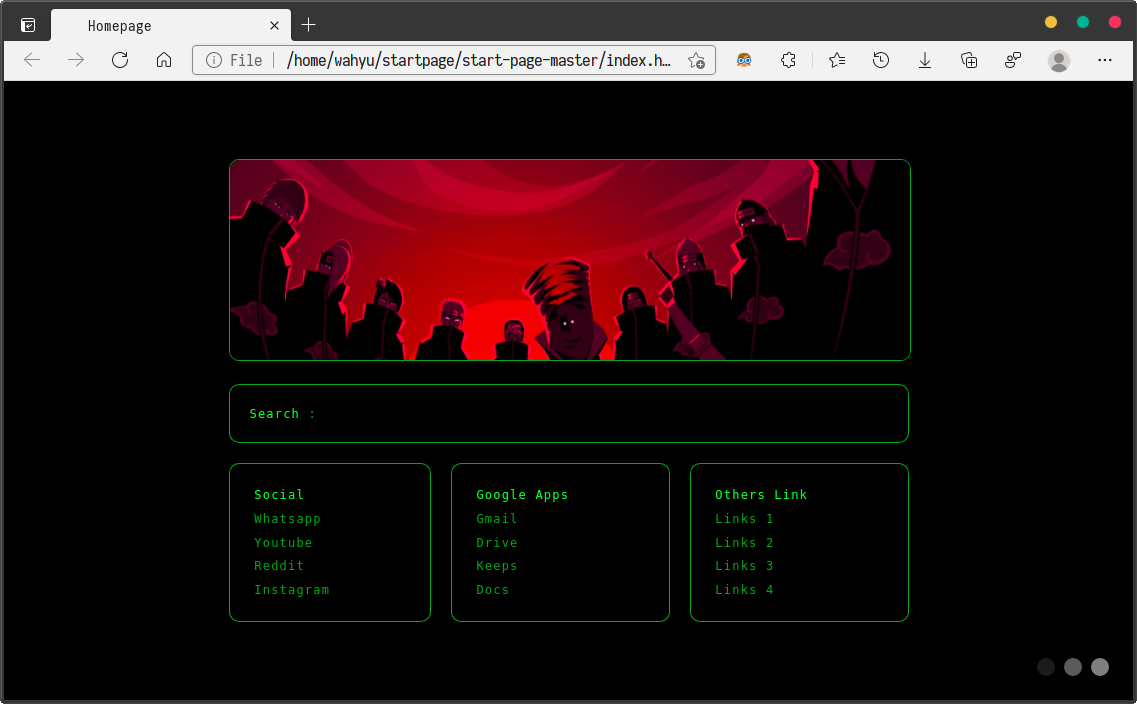 Homepage
File
/home/wahyu/startpage/start-page-master/index.h...
Search :
Social
Whatsapp
Youtube
Reddit
Instagram
Google Apps
Gmail
Drive
Keeps
Docs
Others Link
Links 1
Links 2
Links 3
Links 4